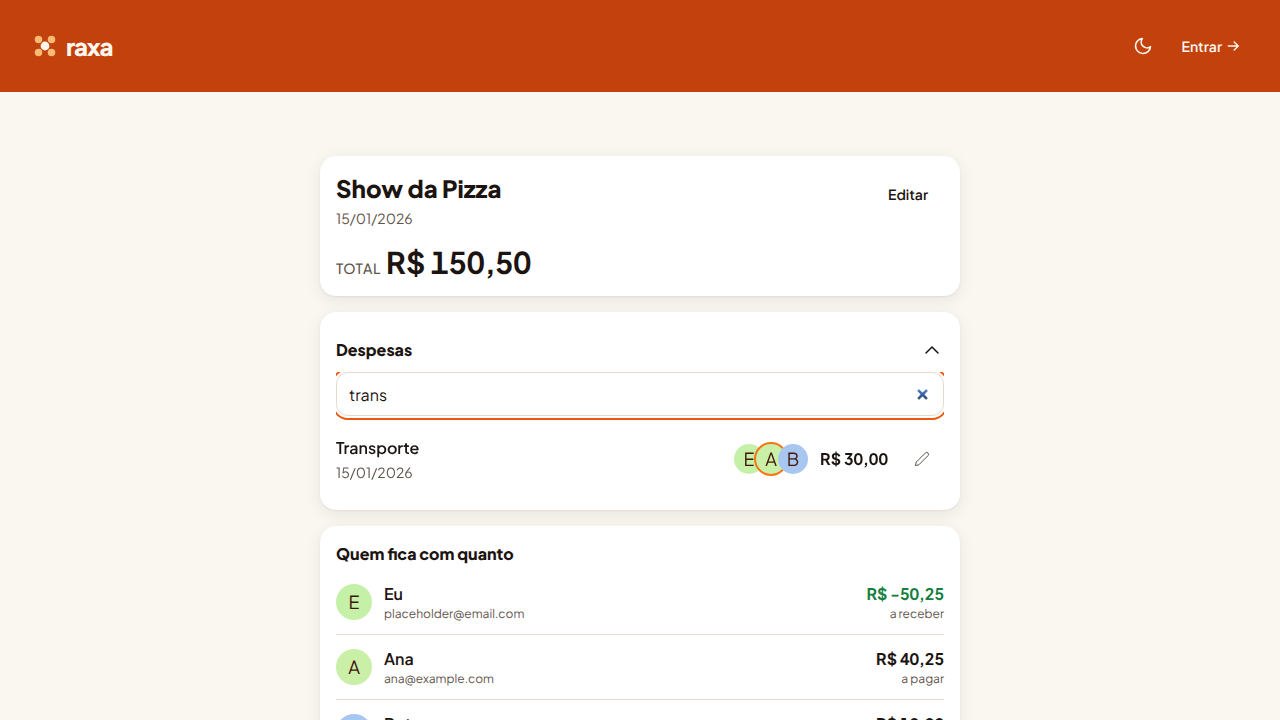 raxa
Entrar →
Show da Pizza
Editar
15/01/2026
TOTAL R$ 150,50
Despesas
trans
Transporte
15/01/2026
E A B R$ 30,00
Quem fica com quanto
E
Eu
placeholder@email.com
R$ -50,25
a receber
A
Ana
ana@example.com
R$ 40,25
a pagar